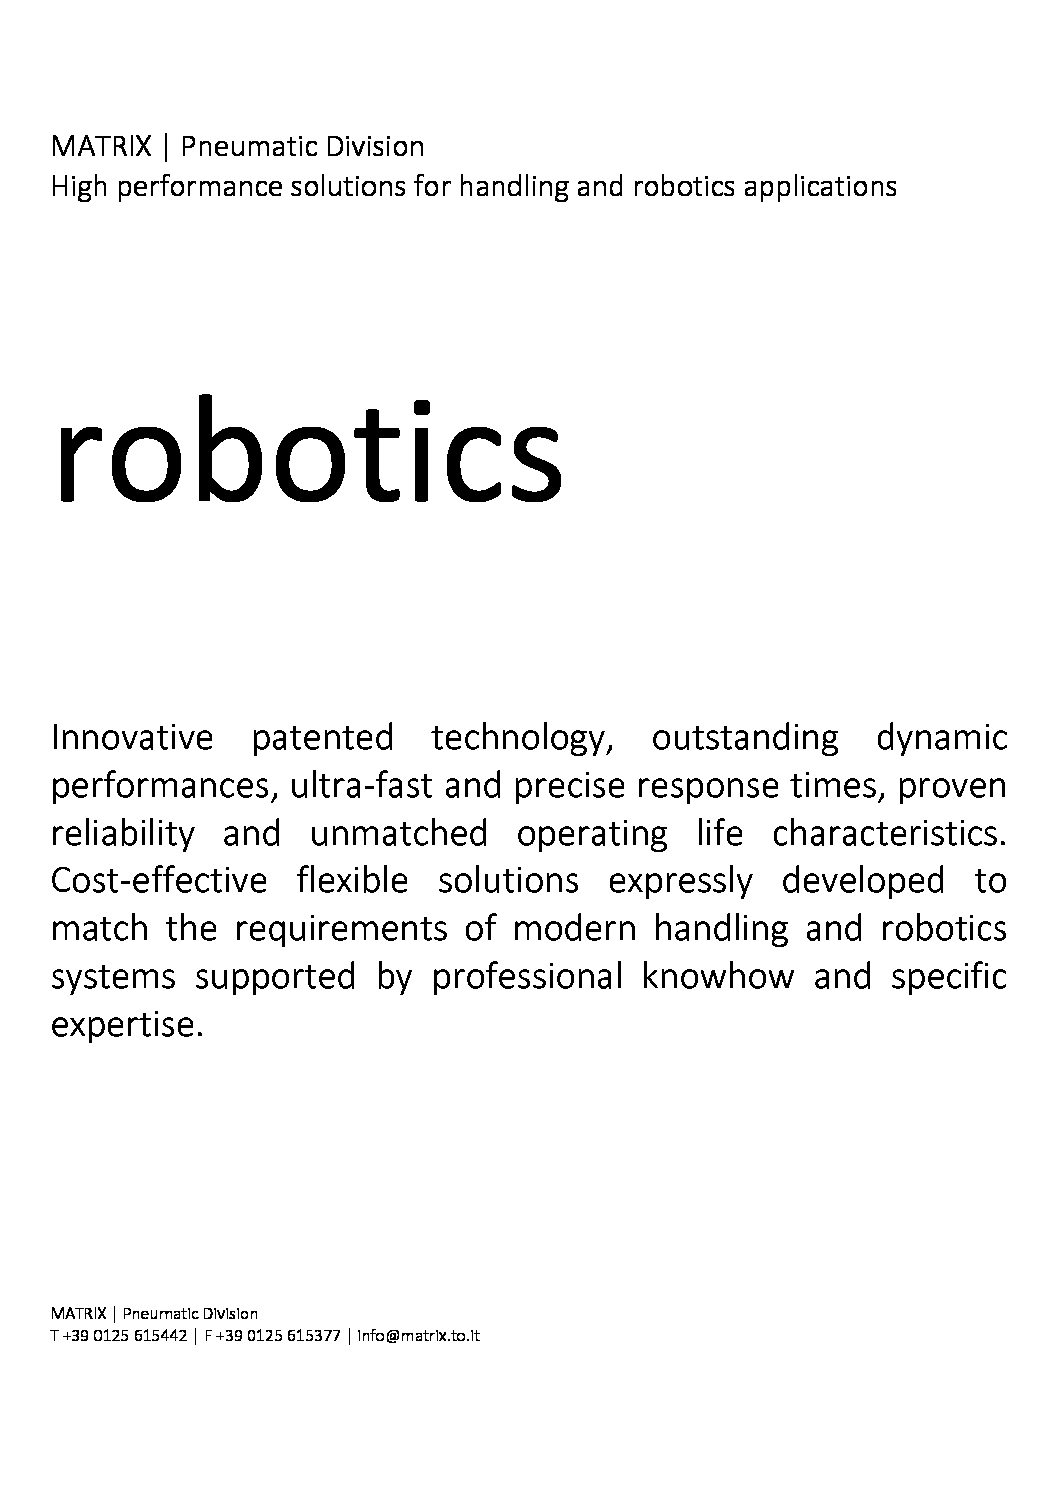 MATRIX | Pneumatic Division
High performance solutions for handling and robotics applications
robotics
Innovative patented technology, outstanding dynamic
performances, ultra-fast and precise response times, proven
reliability and unmatched operating life characteristics.
Cost-effective flexible solutions expressly developed to
match the requirements of modern handling and robotics
systems supported by professional knowhow and specific
expertise.
MATRIX | Pneumatic Division
T +39 0125 615442 | F +39 0125 615377 | info@matrix.to.it